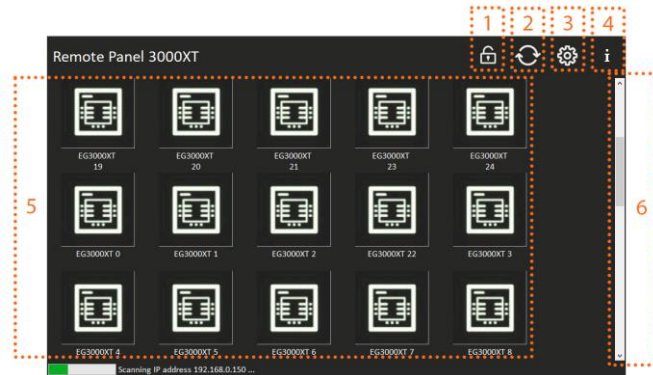 1 2 3 4
Remote Panel 3000XT i
EG3000XT 19 EG3000XT 20 EG3000XT 21 EG3000XT 23 EG3000XT 24
5
6
EG3000XT 0 EG3000XT 1 EG3000XT 2 EG3000XT 22 EG3000XT 3
EG3000XT 4 EG3000XT 5 EG3000XT 6 EG3000XT 7 EG3000XT 8
Scanning IP address 192.168.0.150 ...